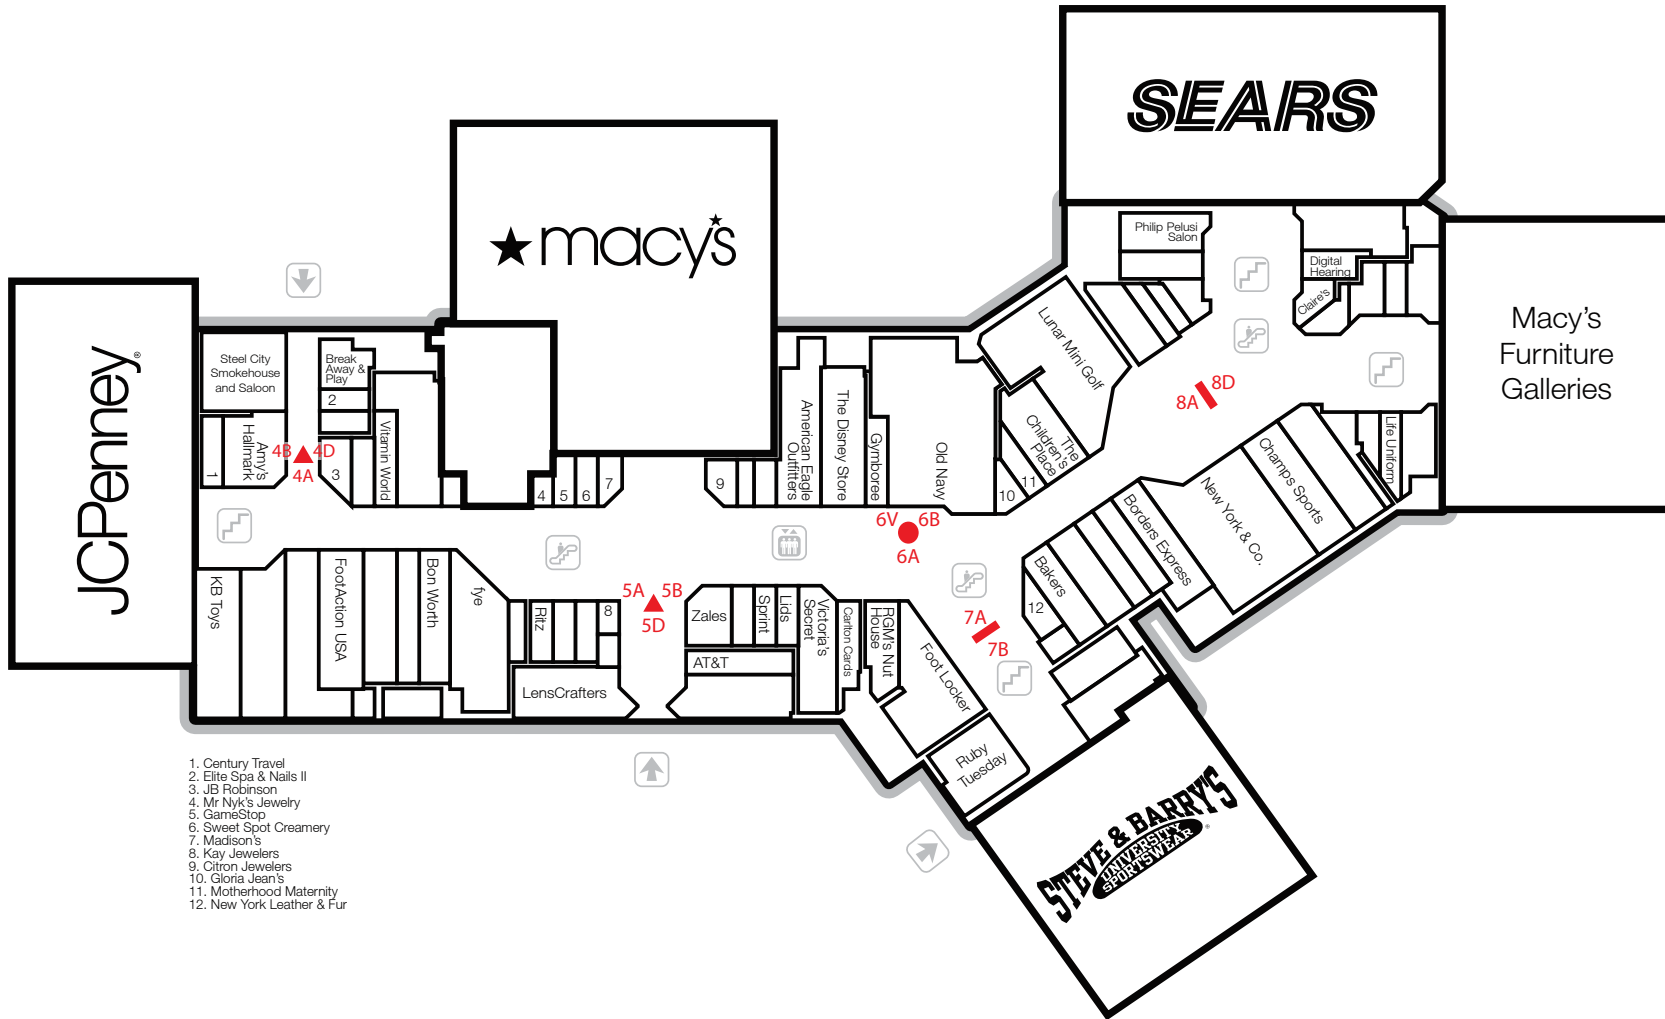 SEARS
★macy's
Macy's
Furniture
Galleries
JCPenney®
Philip Pelusi
Salon
Digital
Hearing
Claire's
Lunar Mini Golf
The
Children's
Place
10
11
Steel City
Smokehouse
and Saloon
Break
Away &
Play
2
Vitamin World
Amy's
Hallmark
1
3
4B
4D
4A
4
5
6
7
9
American Eagle
Outfitters
The Disney Store
Gymboree
Old Navy
6V
6B
6A
8D
8A
Life Uniform
Champs Sports
New York & Co.
Borders Express
Bakers
12
7A
7B
KB Toys
FootAction USA
Bon Worth
fye
Ritz
8
LensCrafters
5A
5B
5D
Zales
Sprint
Lids
Victoria's
Secret
Carlton Cards
RGM's Nut
House
AT&T
Foot Locker
Ruby
Tuesday
STEVE & BARRY'S
UNIVERSITY
SPORTSWEAR®
1. Century Travel
2. Elite Spa & Nails II
3. JB Robinson
4. Mr Nyk's Jewelry
5. GameStop
6. Sweet Spot Creamery
7. Madison's
8. Kay Jewelers
9. Citron Jewelers
10. Gloria Jean's
11. Motherhood Maternity
12. New York Leather & Fur